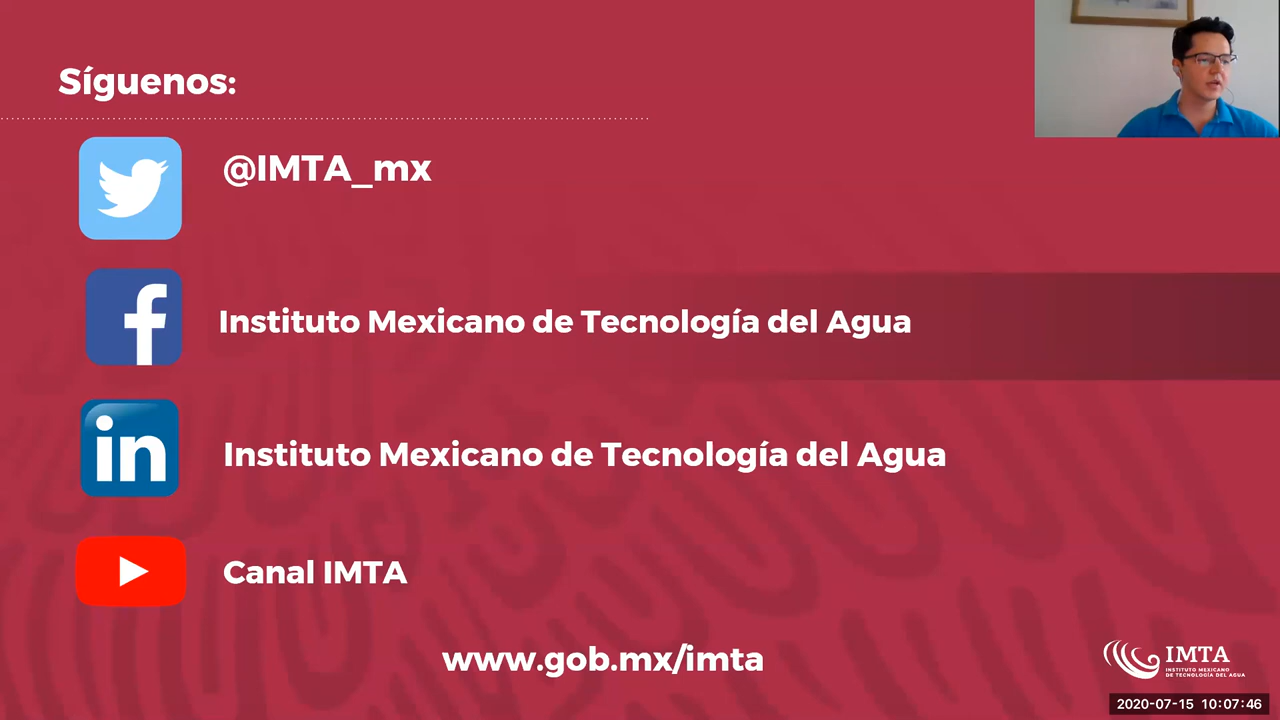 Síguenos:
@IMTA_mx
f
Instituto Mexicano de Tecnología del Agua
in
Instituto Mexicano de Tecnología del Agua
Canal IMTA
www.gob.mx/imta
IMTA
INSTITUTO MEXICANO
DE TECNOLOGÍA DEL AGUA
2020-07-15 10:07:46